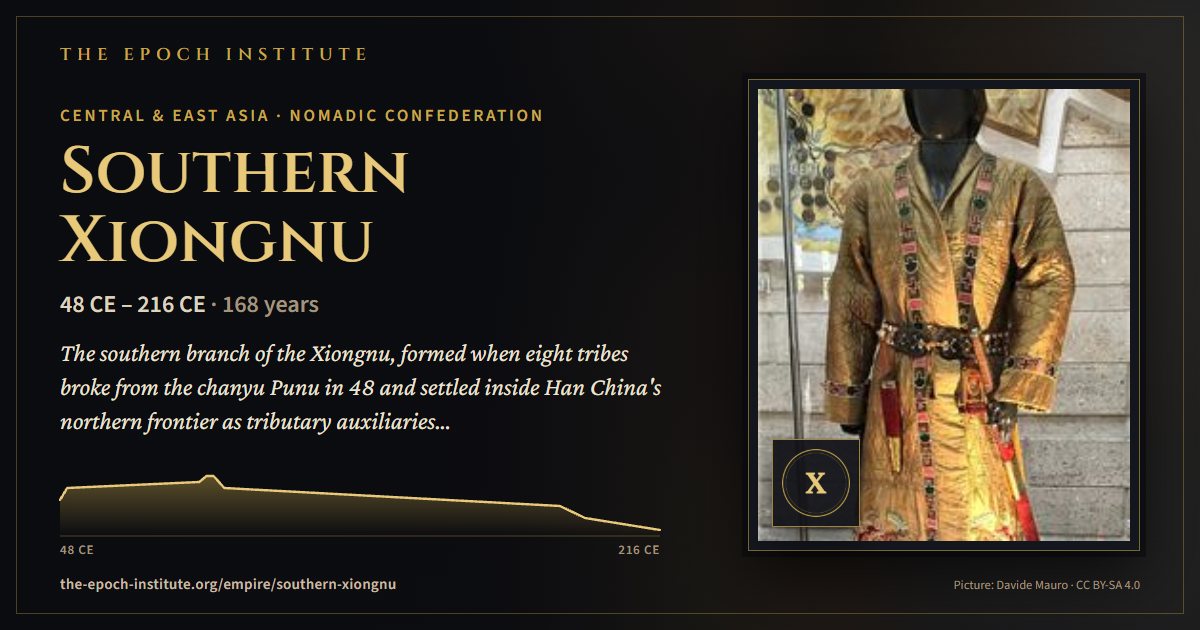 THE EPOCH INSTITUTE
CENTRAL & EAST ASIA · NOMADIC CONFEDERATION
SOUTHERN
XIONGNU
48 CE – 216 CE · 168 years
The southern branch of the Xiongnu, formed when eight tribes
broke from the chanyu Punu in 48 and settled inside Han China's
northern frontier as tributary auxiliaries...
X
48 CE
216 CE
the-epoch-institute.org/empire/southern-xiongnu
Picture: Davide Mauro · CC BY-SA 4.0